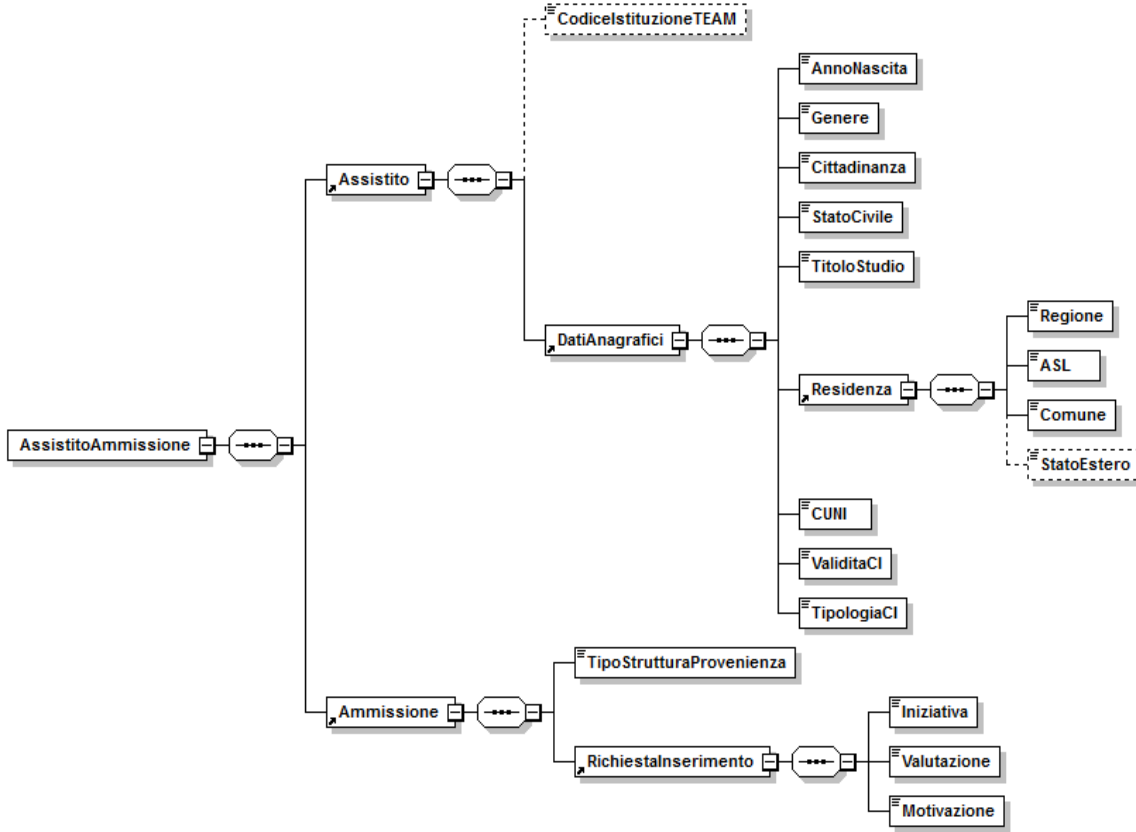 CodiceIstituzioneTEAM
AnnoNascita
Genere
Cittadinanza
Assistito
StatoCivile
TitoloStudio
Regione
DatiAnagrafici
ASL
Residenza
Comune
AssistitoAmmissione
StatoEstero
CUNI
ValiditaCI
TipologiaCI
TipoStrutturaProvenienza
Ammissione
Iniziativa
RichiestaInserimento
Valutazione
Motivazione